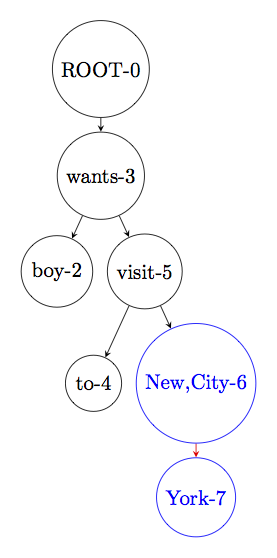 ROOT-0
wants-3
boy-2 visit-5
to-4 New,City-6
York-7